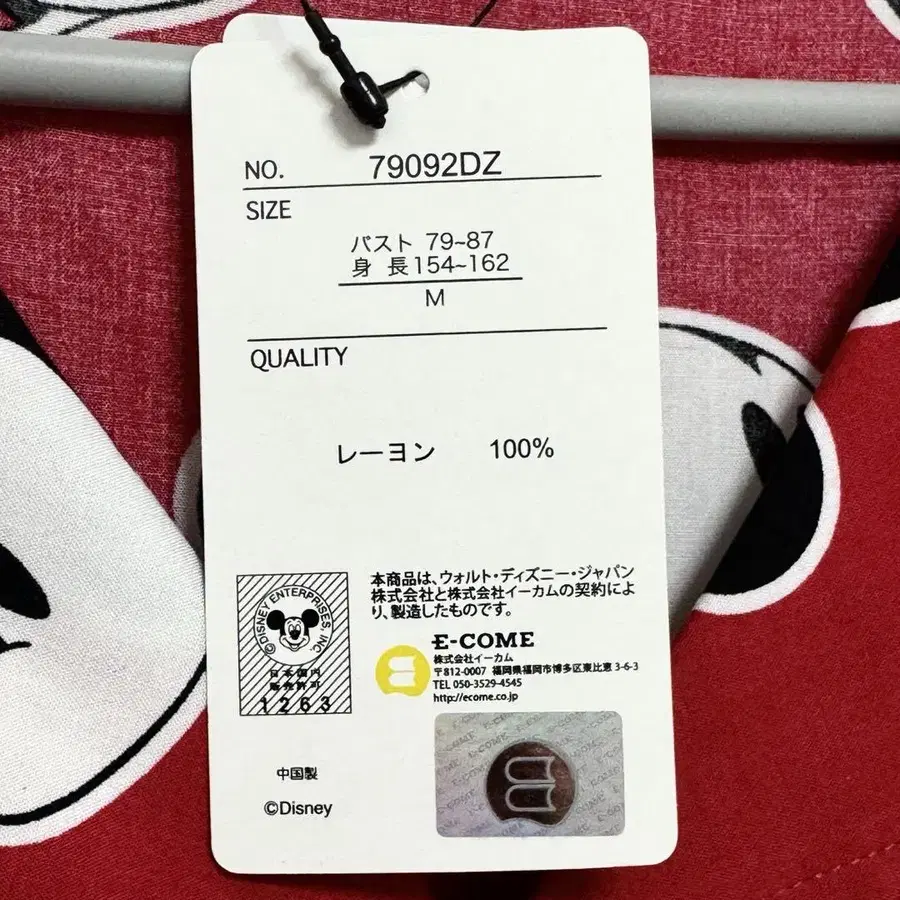 NO. 79092DZ
SIZE
バスト 79~87
身 長 154~162
M
QUALITY
レーヨン 100%
本商品は、ウォルト・ディズニー・ジャパン
株式会社と株式会社イーカムの契約によ
り、製造したものです。
©DISNEY ENTERPRISES, INC.
日本国内
販売許可
1263
E-COME
株式会社イーカム
〒812-0007 福岡県福岡市博多区東比恵 3-6-3
TEL 050-3529-4545
http://ecome.co.jp
中国製
©Disney
E-COME